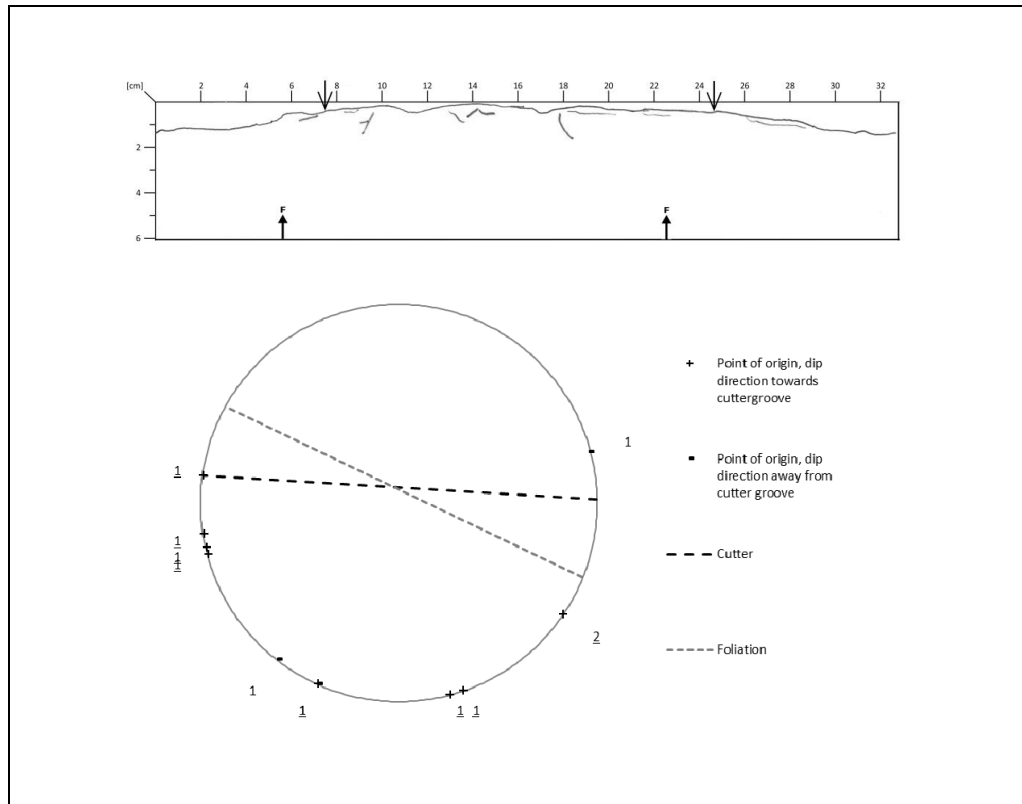 [cm] 2 4 6 8 10 12 14 16 18 20 22 24 26 28 30 32
2
4
F F
6
Point of origin, dip
direction towards
cuttergroove
1
Point of origin, dip
direction away from
cutter groove
1
1
1
1
Cutter
2
Foliation
1
1
1 1